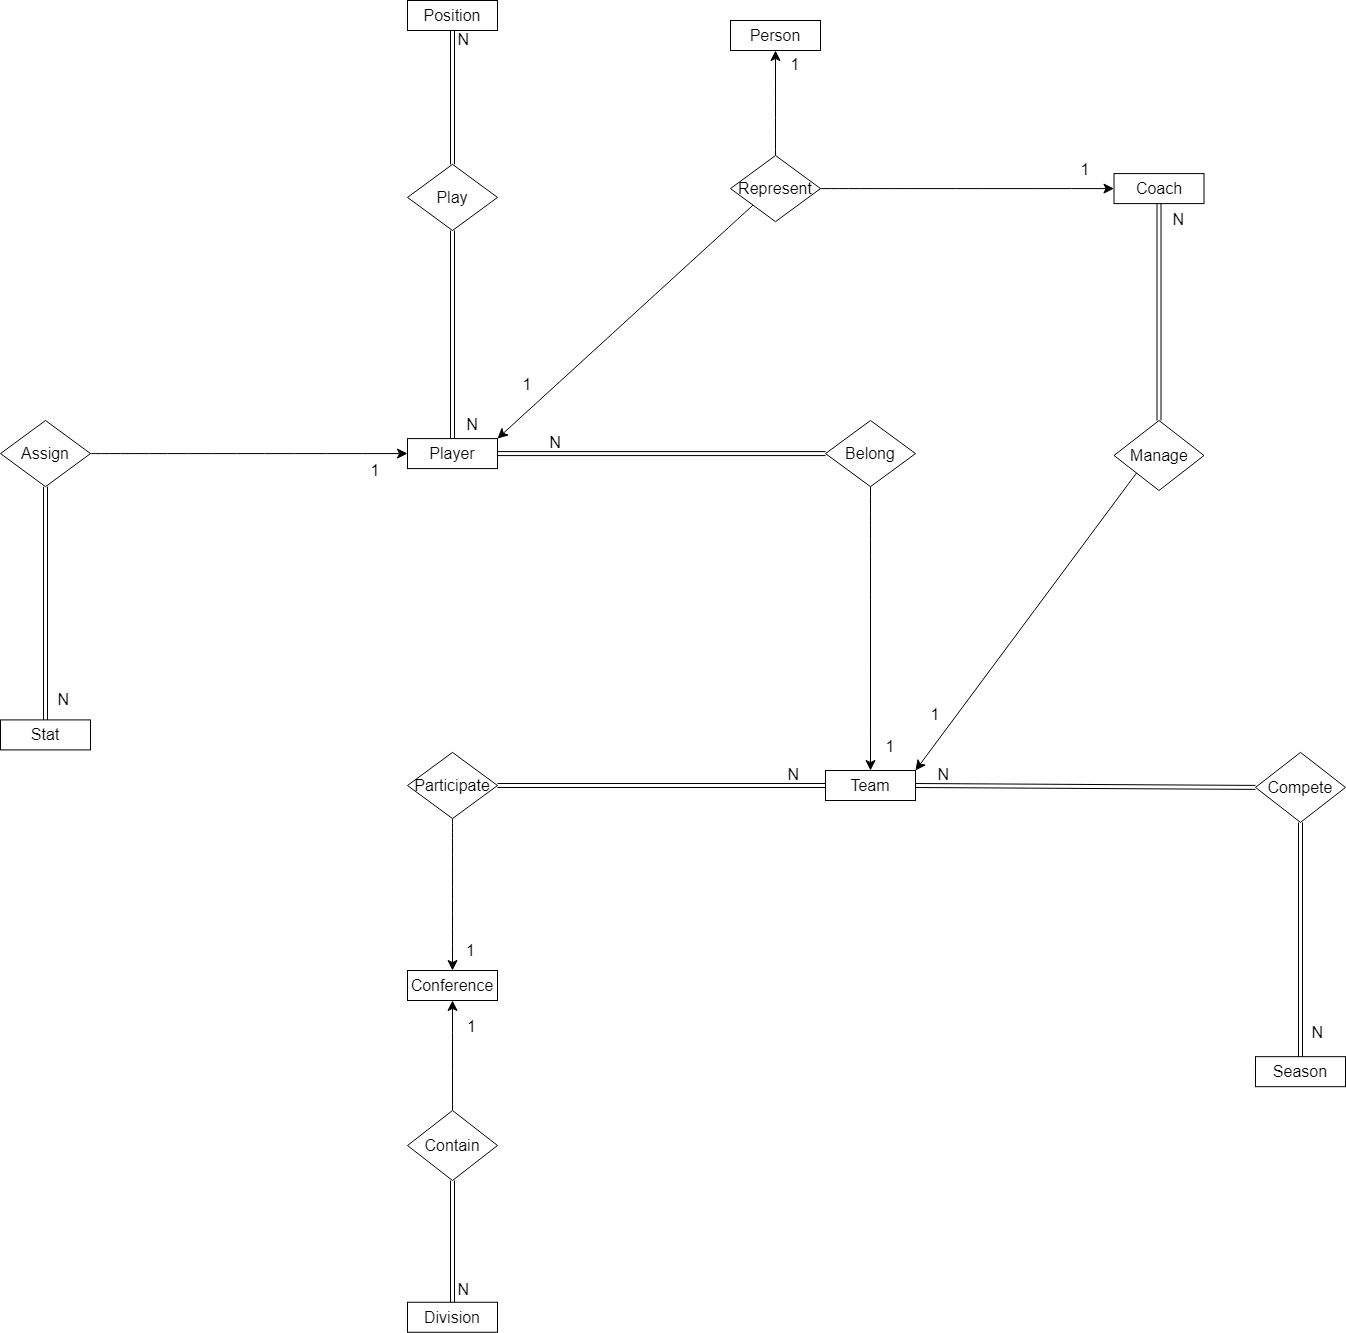 Position
N
Person
1
Play
Represent
1
Coach
N
1
N
Assign
1
Player
N
Belong
Manage
N
Stat
1
1
Participate
N
Team
N
Compete
1
Conference
1
N
Season
Contain
N
Division